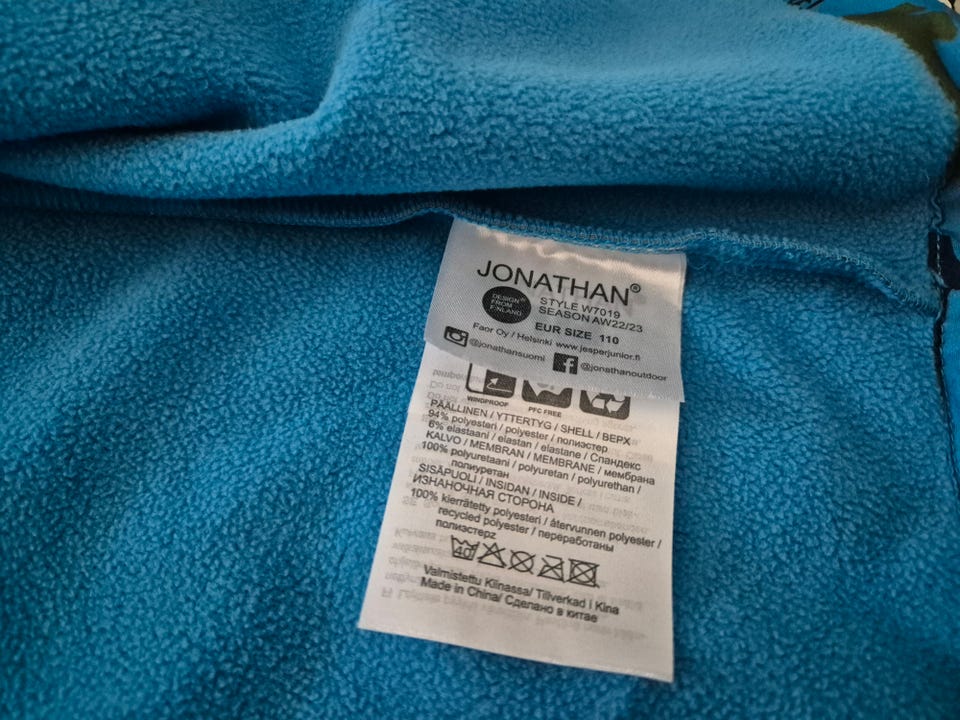 JONATHAN®
DESIGN®
FROM
FINLAND
STYLE W7019
SEASON AW22/23
EUR SIZE 110
Faor Oy / Helsinki www.jesperjunior.fi
@jonathansuomi
@jonathanoutdoor
WINDPROOF
PFC FREE
PÄÄLLINEN / YTTERTYG / SHELL / ВЕРХ
94% polyesteri / polyester / полиэстер
6% elastaani / elastan / elastane / Спандекс
KALVO / MEMBRAN / MEMBRANE / мембрана
100% polyuretaani / polyuretan / polyurethan /
полиуретан
SISÄPUOLI / INSIDAN / INSIDE /
ИЗНАНОЧНАЯ СТОРОНА
100% kierrätetty polyesteri / återvunnen polyester /
recycled polyester / переработаны
полиэстерz
40
Valmistettu Kiinassa/ Tillverkad i Kina
Made in China/ Сделано в китае